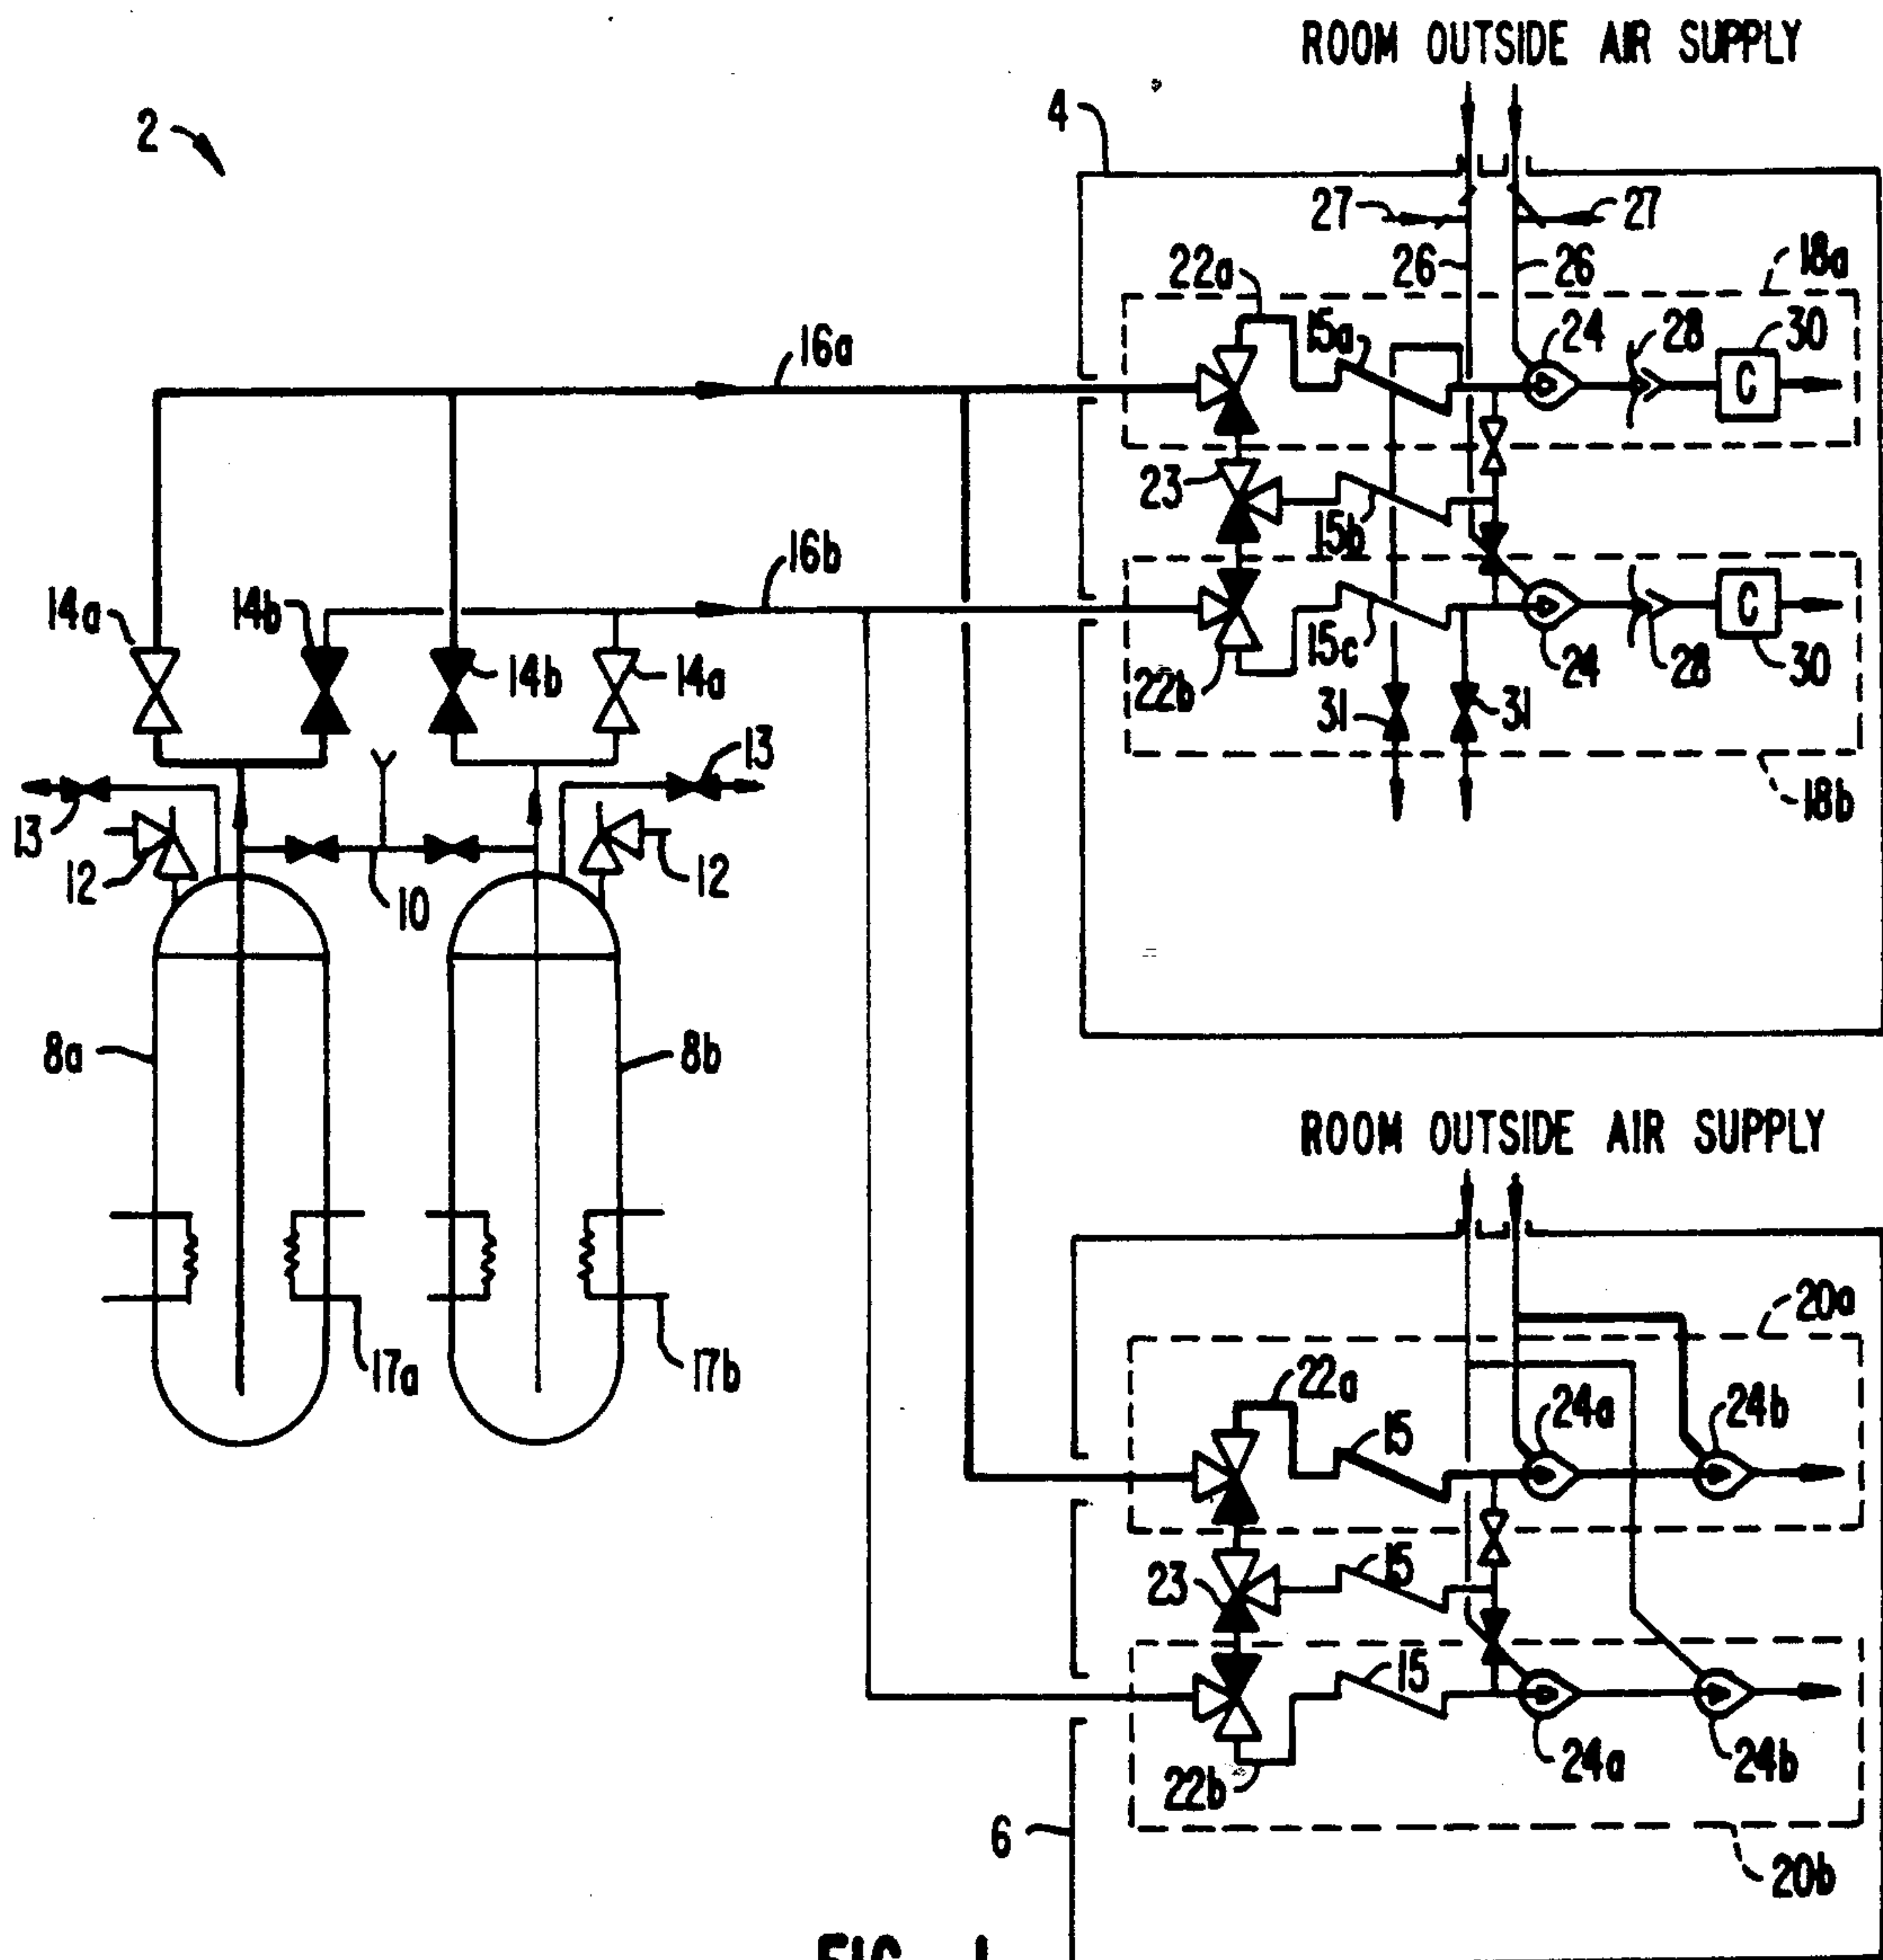 ROOM OUTSIDE AIR SUPPLY
2
4
27
27
26
26
18a
22a
15a
24
28
30
16a
C
23
15b
16b
14a
14b
14b
14a
C
15c
22b
24
28
30
31
31
13
13
12
12
10
18b
8a
8b
ROOM OUTSIDE AIR SUPPLY
17a
17b
20a
22a
15
24a
24b
15
23
15
22b
24a
24b
6
20b